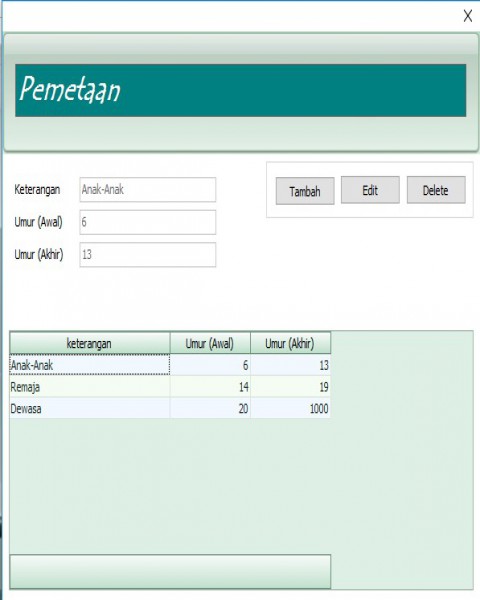 X
Pemetaan
Keterangan Anak-Anak Tambah Edit Delete
Umur (Awal) 6
Umur (Akhir) 13
keterangan Umur (Awal) Umur (Akhir)
Anak-Anak 6 13
Remaja 14 19
Dewasa 20 1000